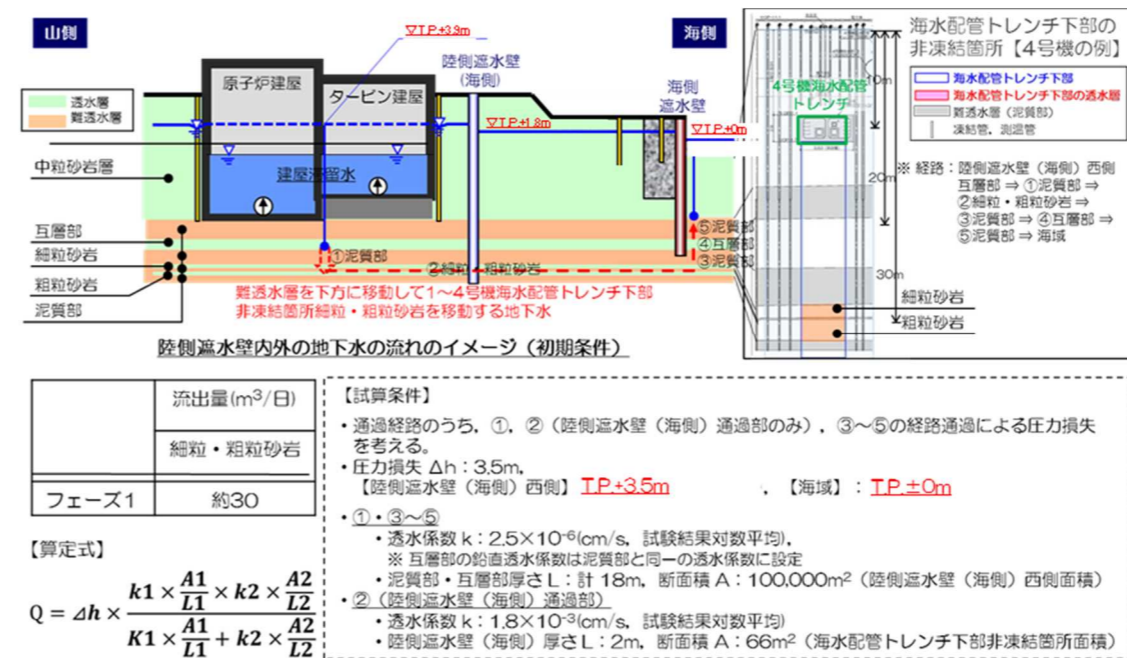 山側
▽T.P.+3.9m
海側
陸側遮水壁
(海側)
原子炉建屋
タービン建屋
海側
遮水壁
透水層
難透水層
▽T.P.+1.8m
▽T.P.±0m
中粒砂岩層
建屋滞留水
互層部
細粒砂岩
粗粒砂岩
泥質部
①泥質部
②細粒・粗粒砂岩
⑤泥質部
④互層部
③泥質部
難透水層を下方に移動して1~4号機海水配管トレンチ下部
非凍結箇所細粒・粗粒砂岩を移動する地下水
陸側遮水壁内外の地下水の流れのイメージ(初期条件)
海水配管トレンチ下部の
非凍結箇所【4号機の例】
海水配管トレンチ下部
海水配管トレンチ下部の透水層
難透水層(泥質部)
凍結管,測温管
10m
4号機海水配管
トレンチ
20m
30m
※ 経路:陸側遮水壁(海側)西側
互層部 ⇒ ①泥質部 ⇒
②細粒・粗粒砂岩 ⇒
③泥質部 ⇒ ④互層部 ⇒
⑤泥質部 ⇒ 海域
細粒砂岩
粗粒砂岩
流出量(m³/日)
細粒・粗粒砂岩
フェーズ1 約30
【算定式】
Q = ⊿h × (k1 × A1/L1 × k2 × A2/L2) / (K1 × A1/L1 + k2 × A2/L2)
【試算条件】
・通過経路のうち,①,②(陸側遮水壁(海側)通過部のみ),③~⑤の経路通過による圧力損失
を考える。
・圧力損失 Δh:3.5m,
【陸側遮水壁(海側)西側】T.P.+3.5m ,【海域】:T.P.±0m
・①・③~⑤
・透水係数 k:2.5×10⁻⁶(cm/s,試験結果対数平均),
※ 互層部の鉛直透水係数は泥質部と同一の透水係数に設定
・泥質部・互層部厚さ L:計 18m,断面積 A:100,000m²(陸側遮水壁(海側)西側面積)
・②(陸側遮水壁(海側)通過部)
・透水係数 k:1.8×10⁻³(cm/s,試験結果対数平均)
・陸側遮水壁(海側)厚さ L:2m,断面積 A:66m²(海水配管トレンチ下部非凍結箇所面積)